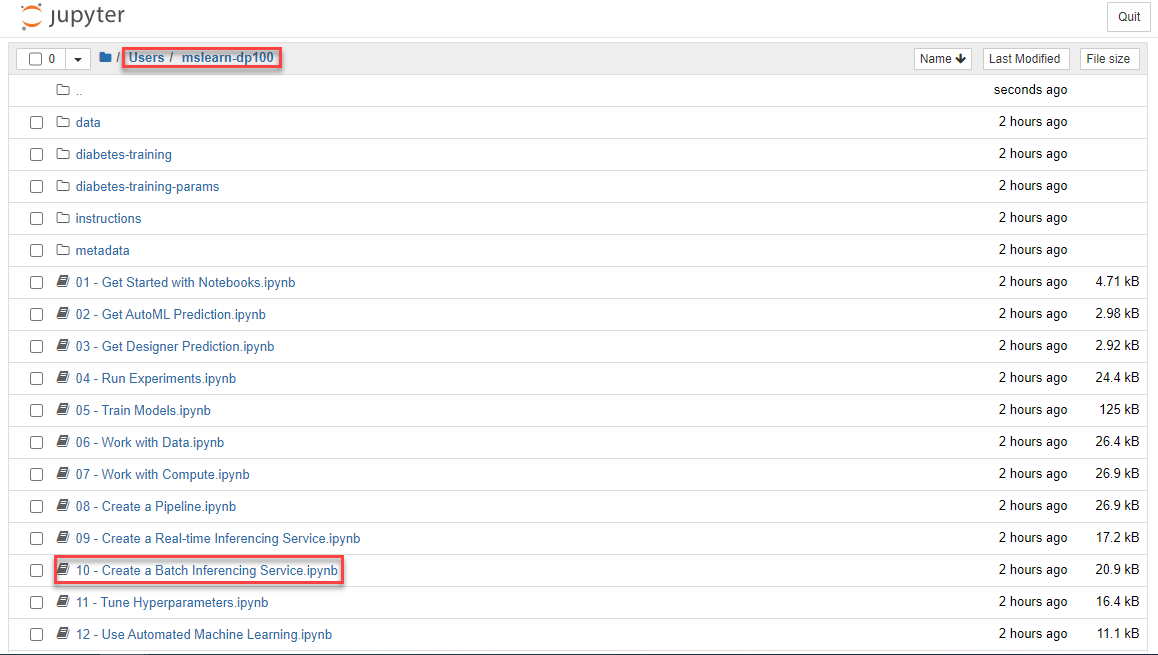 jupyter Quit
0 / Users / mslearn-dp100 Name Last Modified File size
.. seconds ago
data 2 hours ago
diabetes-training 2 hours ago
diabetes-training-params 2 hours ago
instructions 2 hours ago
metadata 2 hours ago
01 - Get Started with Notebooks.ipynb 2 hours ago 4.71 kB
02 - Get AutoML Prediction.ipynb 2 hours ago 2.98 kB
03 - Get Designer Prediction.ipynb 2 hours ago 2.92 kB
04 - Run Experiments.ipynb 2 hours ago 24.4 kB
05 - Train Models.ipynb 2 hours ago 125 kB
06 - Work with Data.ipynb 2 hours ago 26.4 kB
07 - Work with Compute.ipynb 2 hours ago 26.9 kB
08 - Create a Pipeline.ipynb 2 hours ago 26.9 kB
09 - Create a Real-time Inferencing Service.ipynb 2 hours ago 17.2 kB
10 - Create a Batch Inferencing Service.ipynb 2 hours ago 20.9 kB
11 - Tune Hyperparameters.ipynb 2 hours ago 16.4 kB
12 - Use Automated Machine Learning.ipynb 2 hours ago 11.1 kB